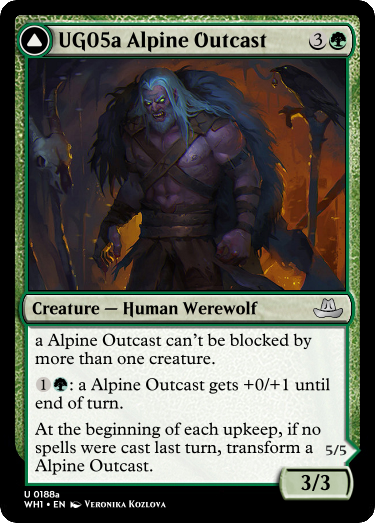 UG05a Alpine Outcast 3
Creature — Human Werewolf
a Alpine Outcast can't be blocked by
more than one creature.
1: a Alpine Outcast gets +0/+1 until
end of turn.
At the beginning of each upkeep, if no
spells were cast last turn, transform a
Alpine Outcast.
5/5
3/3
U 0188a
WH1 • EN Veronika Kozlova